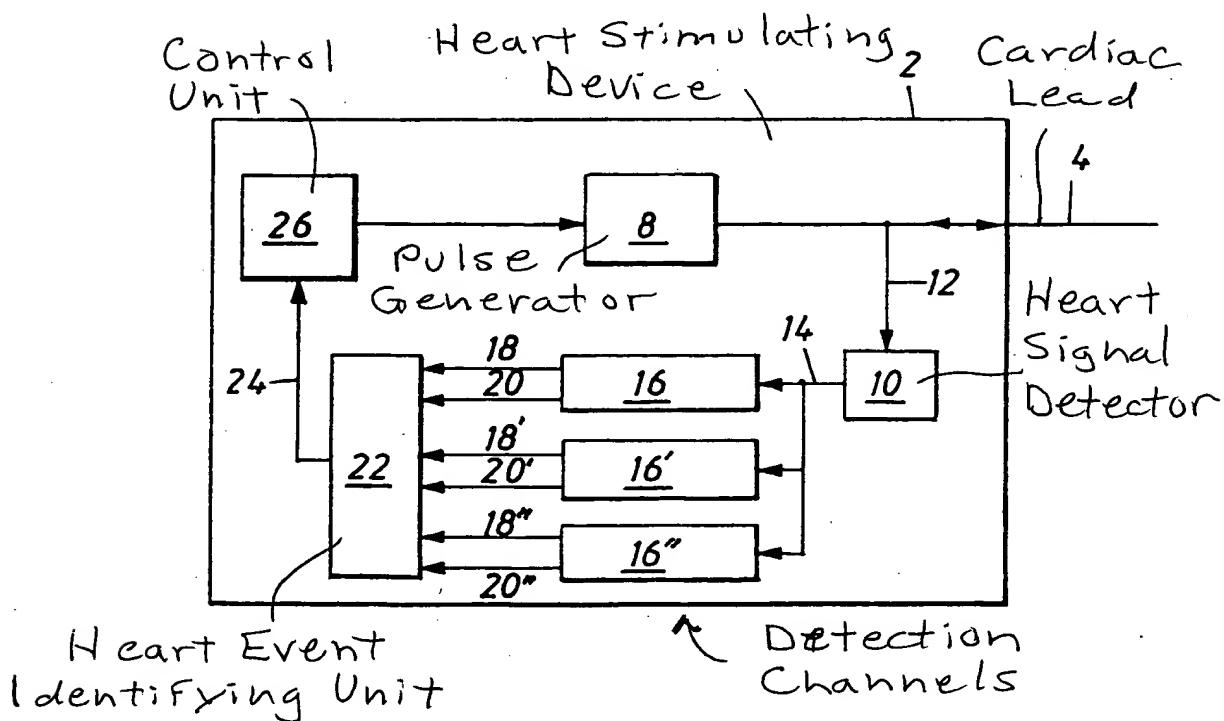 Heart Stimulating
Device
2
Control
Unit
Cardiac
Lead
4
26
8
Pulse
Generator
12
Heart
Signal
Detector
14
10
18
20
16
24
22
18'
20'
16'
18"
20"
16"
Heart Event
Identifying Unit
Detection
Channels